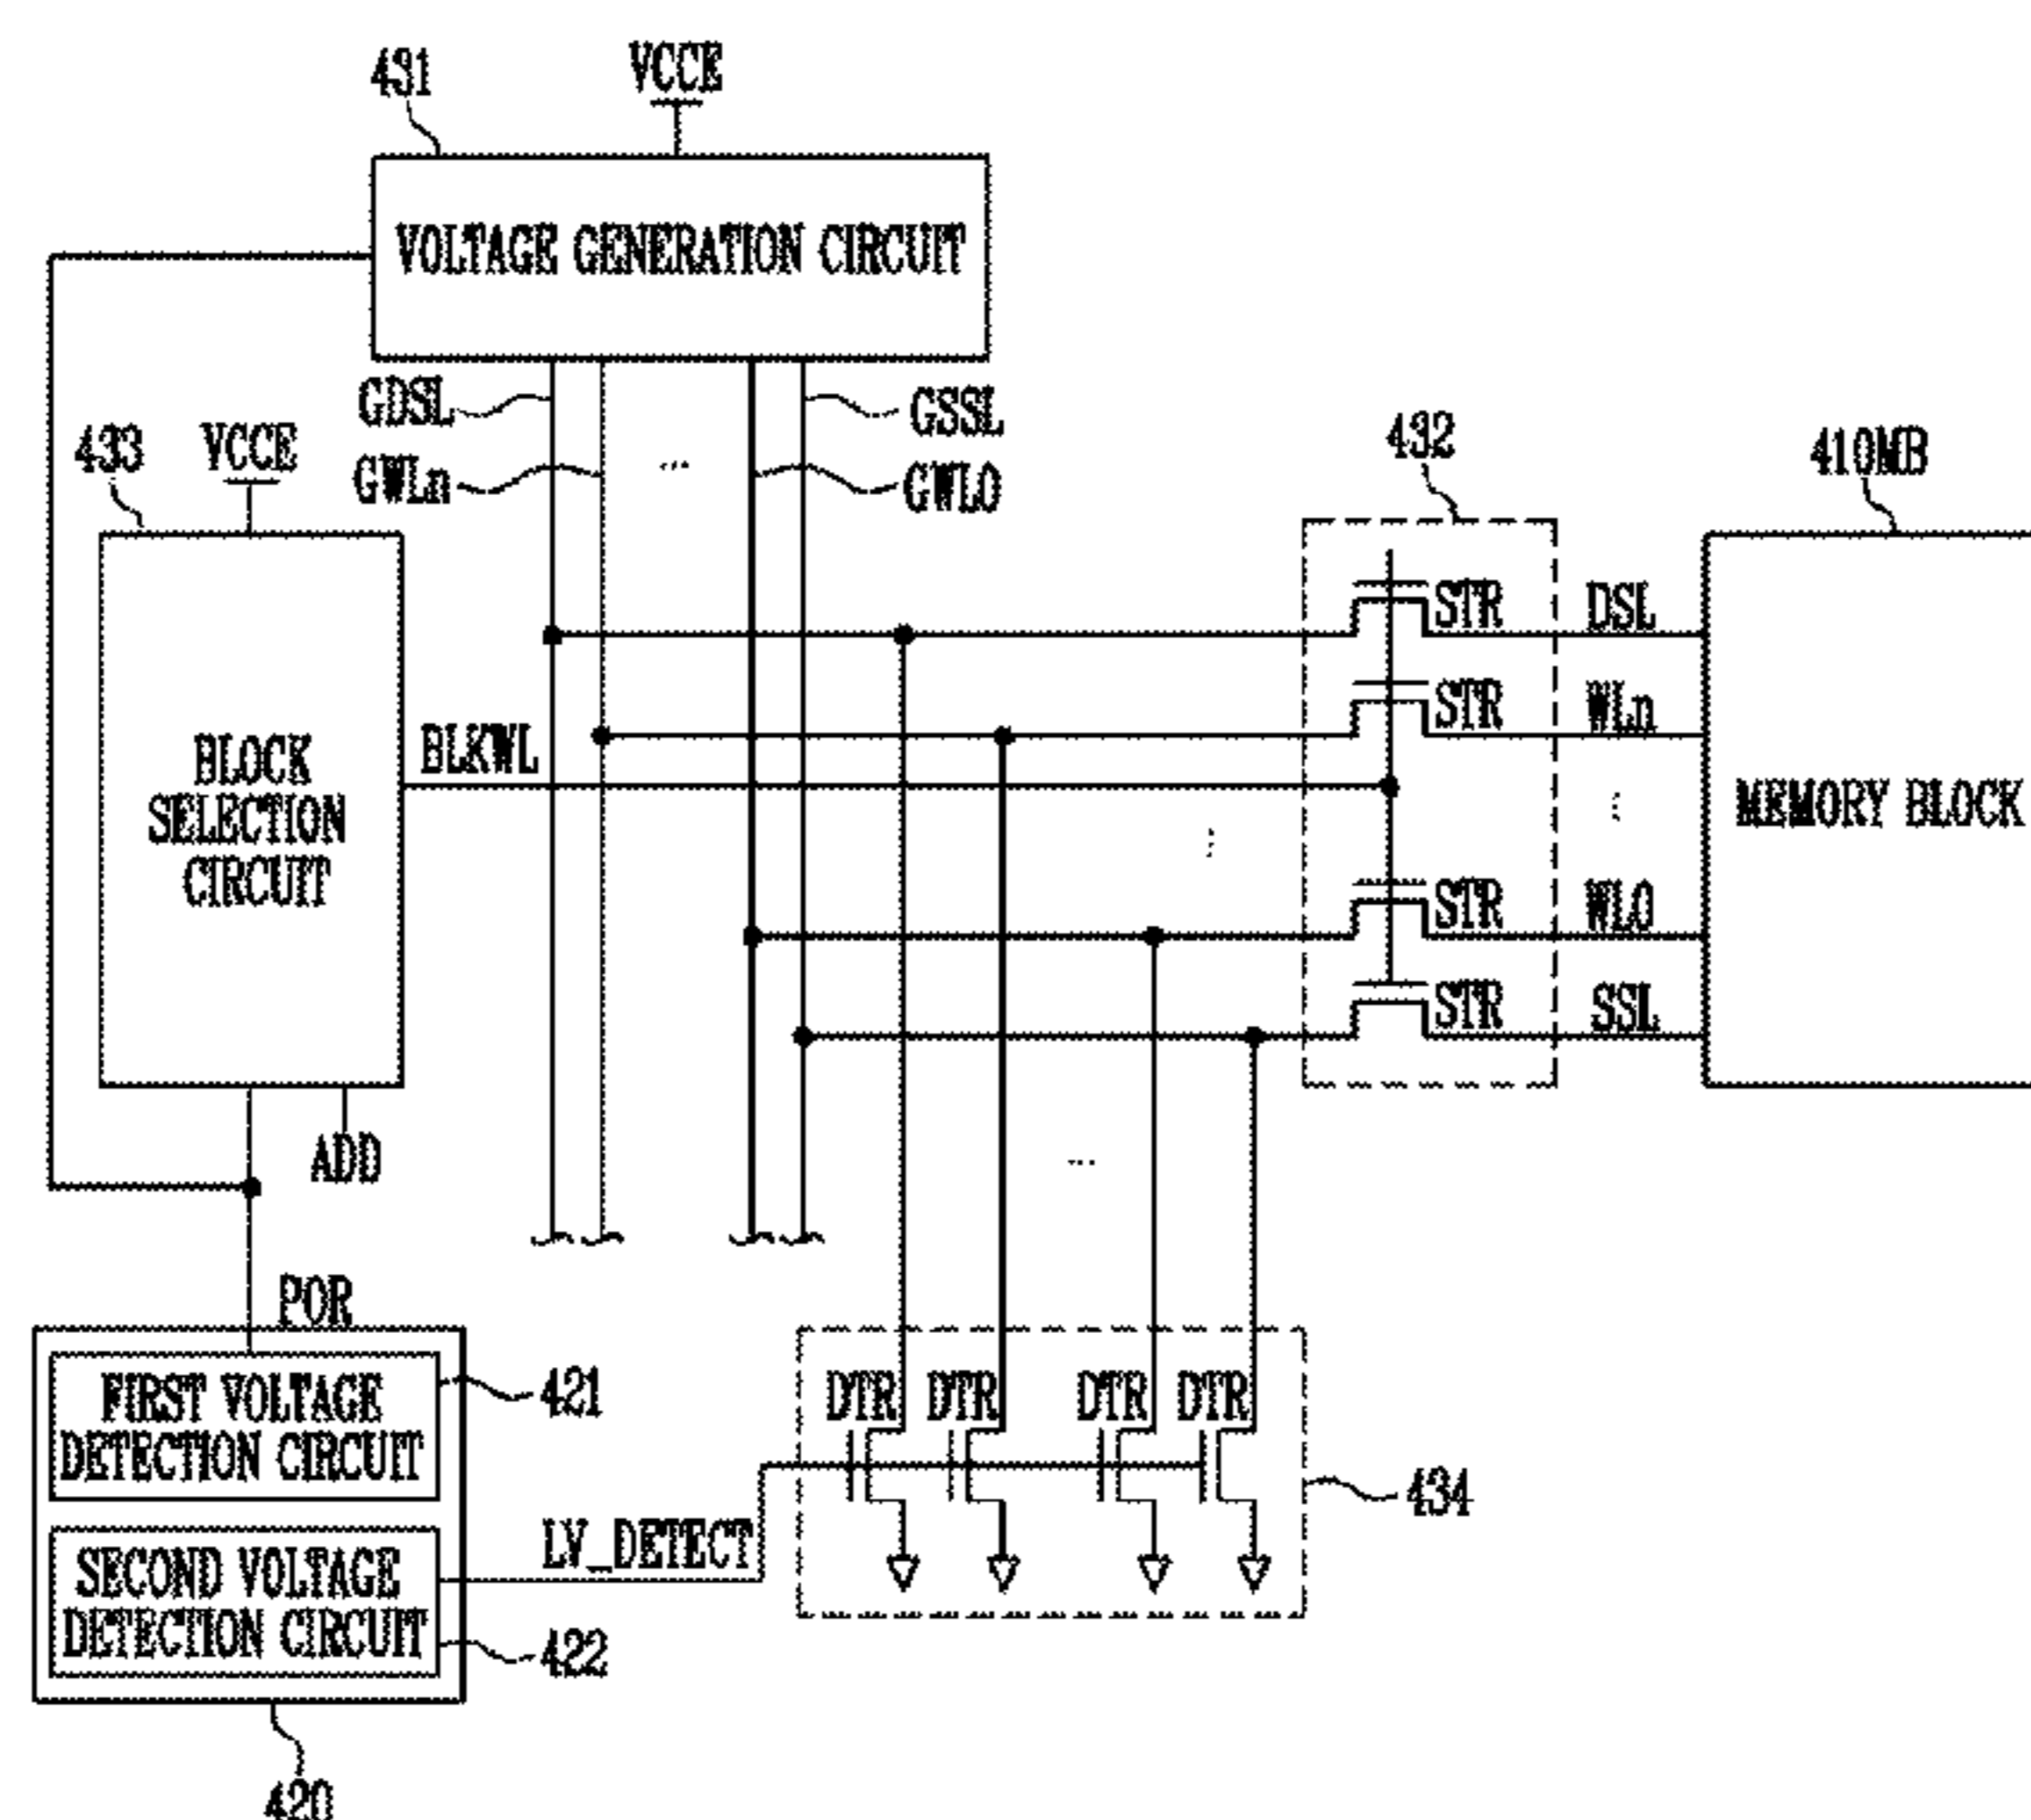 431
VCCE
VOLTAGE GENERATION CIRCUIT
GDSL
GSSL
GWLn
GWL0
433
VCCE
432
410MB
BLOCK
SELECTION
CIRCUIT
BLKWL
STR
DSL
STR
WLn
MEMORY BLOCK
STR
WL0
STR
SSL
ADD
POR
FIRST VOLTAGE
DETECTION CIRCUIT
421
DTR DTR DTR DTR
434
LV_DETECT
SECOND VOLTAGE
DETECTION CIRCUIT
422
420